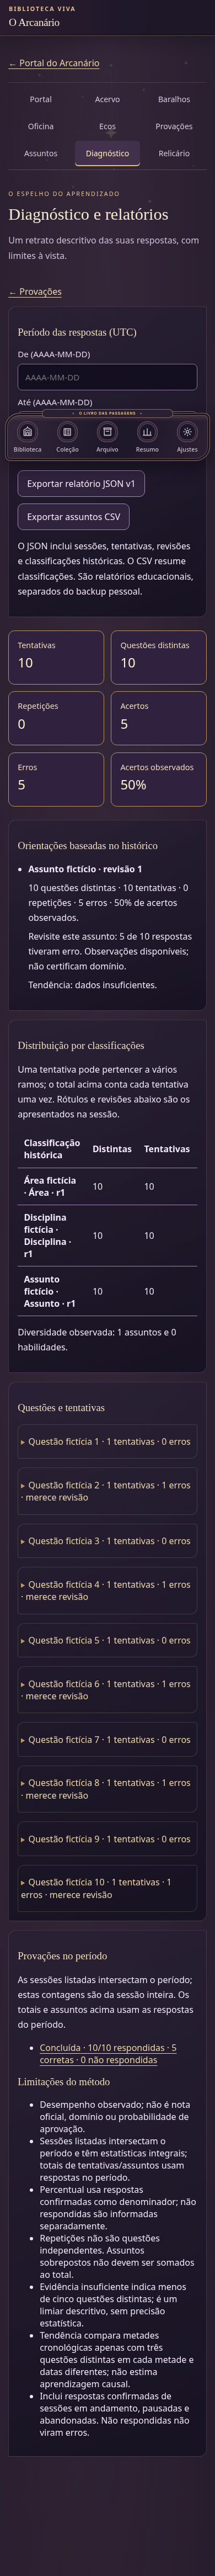 BIBLIOTECA VIVA
O Arcanário
← Portal do Arcanário
Portal
Acervo
Baralhos
Oficina
Ecos
Provações
Assuntos
Diagnóstico
Relicário
O ESPELHO DO APRENDIZADO
Diagnóstico e relatórios
Um retrato descritivo das suas respostas, com
limites à vista.
← Provações
Período das respostas (UTC)
De (AAAA-MM-DD)
AAAA-MM-DD
Até (AAAA-MM-DD)
O LIVRO DAS PASSAGENS
Biblioteca
Coleção
Arquivo
Resumo
Ajustes
Exportar relatório JSON v1
Exportar assuntos CSV
O JSON inclui sessões, tentativas, revisões
e classificações históricas. O CSV resume
classificações. São relatórios educacionais,
separados do backup pessoal.
Tentativas
10
Questões distintas
10
Repetições
0
Acertos
5
Erros
5
Acertos observados
50%
Orientações baseadas no histórico
• Assunto fictício · revisão 1
10 questões distintas · 10 tentativas · 0
repetições · 5 erros · 50% de acertos
observados.
Revisite este assunto: 5 de 10 respostas
tiveram erro. Observações disponíveis;
não certificam domínio.
Tendência: dados insuficientes.
Distribuição por classificações
Uma tentativa pode pertencer a vários
ramos; o total acima conta cada tentativa
uma vez. Rótulos e revisões abaixo são os
apresentados na sessão.
Classificação
histórica
Distintas
Tentativas
Área fictícia
· Área · r1
10
10
Disciplina
fictícia ·
Disciplina ·
r1
10
10
Assunto
fictício ·
Assunto · r1
10
10
Diversidade observada: 1 assuntos e 0
habilidades.
Questões e tentativas
▸ Questão fictícia 1 · 1 tentativas · 0 erros
▸ Questão fictícia 2 · 1 tentativas · 1 erros
· merece revisão
▸ Questão fictícia 3 · 1 tentativas · 0 erros
▸ Questão fictícia 4 · 1 tentativas · 1 erros
· merece revisão
▸ Questão fictícia 5 · 1 tentativas · 0 erros
▸ Questão fictícia 6 · 1 tentativas · 1 erros
· merece revisão
▸ Questão fictícia 7 · 1 tentativas · 0 erros
▸ Questão fictícia 8 · 1 tentativas · 1 erros
· merece revisão
▸ Questão fictícia 9 · 1 tentativas · 0 erros
▸ Questão fictícia 10 · 1 tentativas · 1
erros · merece revisão
Provações no período
As sessões listadas intersectam o período;
estas contagens são da sessão inteira. Os
totais e assuntos acima usam as respostas
do período.
• Concluída · 10/10 respondidas · 5
corretas · 0 não respondidas
Limitações do método
• Desempenho observado; não é nota
oficial, domínio ou probabilidade de
aprovação.
• Sessões listadas intersectam o
período e têm estatísticas integrais;
totais de tentativas/assuntos usam
respostas no período.
• Percentual usa respostas
confirmadas como denominador; não
respondidas são informadas
separadamente.
• Repetições não são questões
independentes. Assuntos
sobrepostos não devem ser somados
ao total.
• Evidência insuficiente indica menos
de cinco questões distintas; é um
limiar descritivo, sem precisão
estatística.
• Tendência compara metades
cronológicas apenas com três
questões distintas em cada metade e
datas diferentes; não estima
aprendizagem causal.
• Inclui respostas confirmadas de
sessões em andamento, pausadas e
abandonadas. Não respondidas não
viram erros.